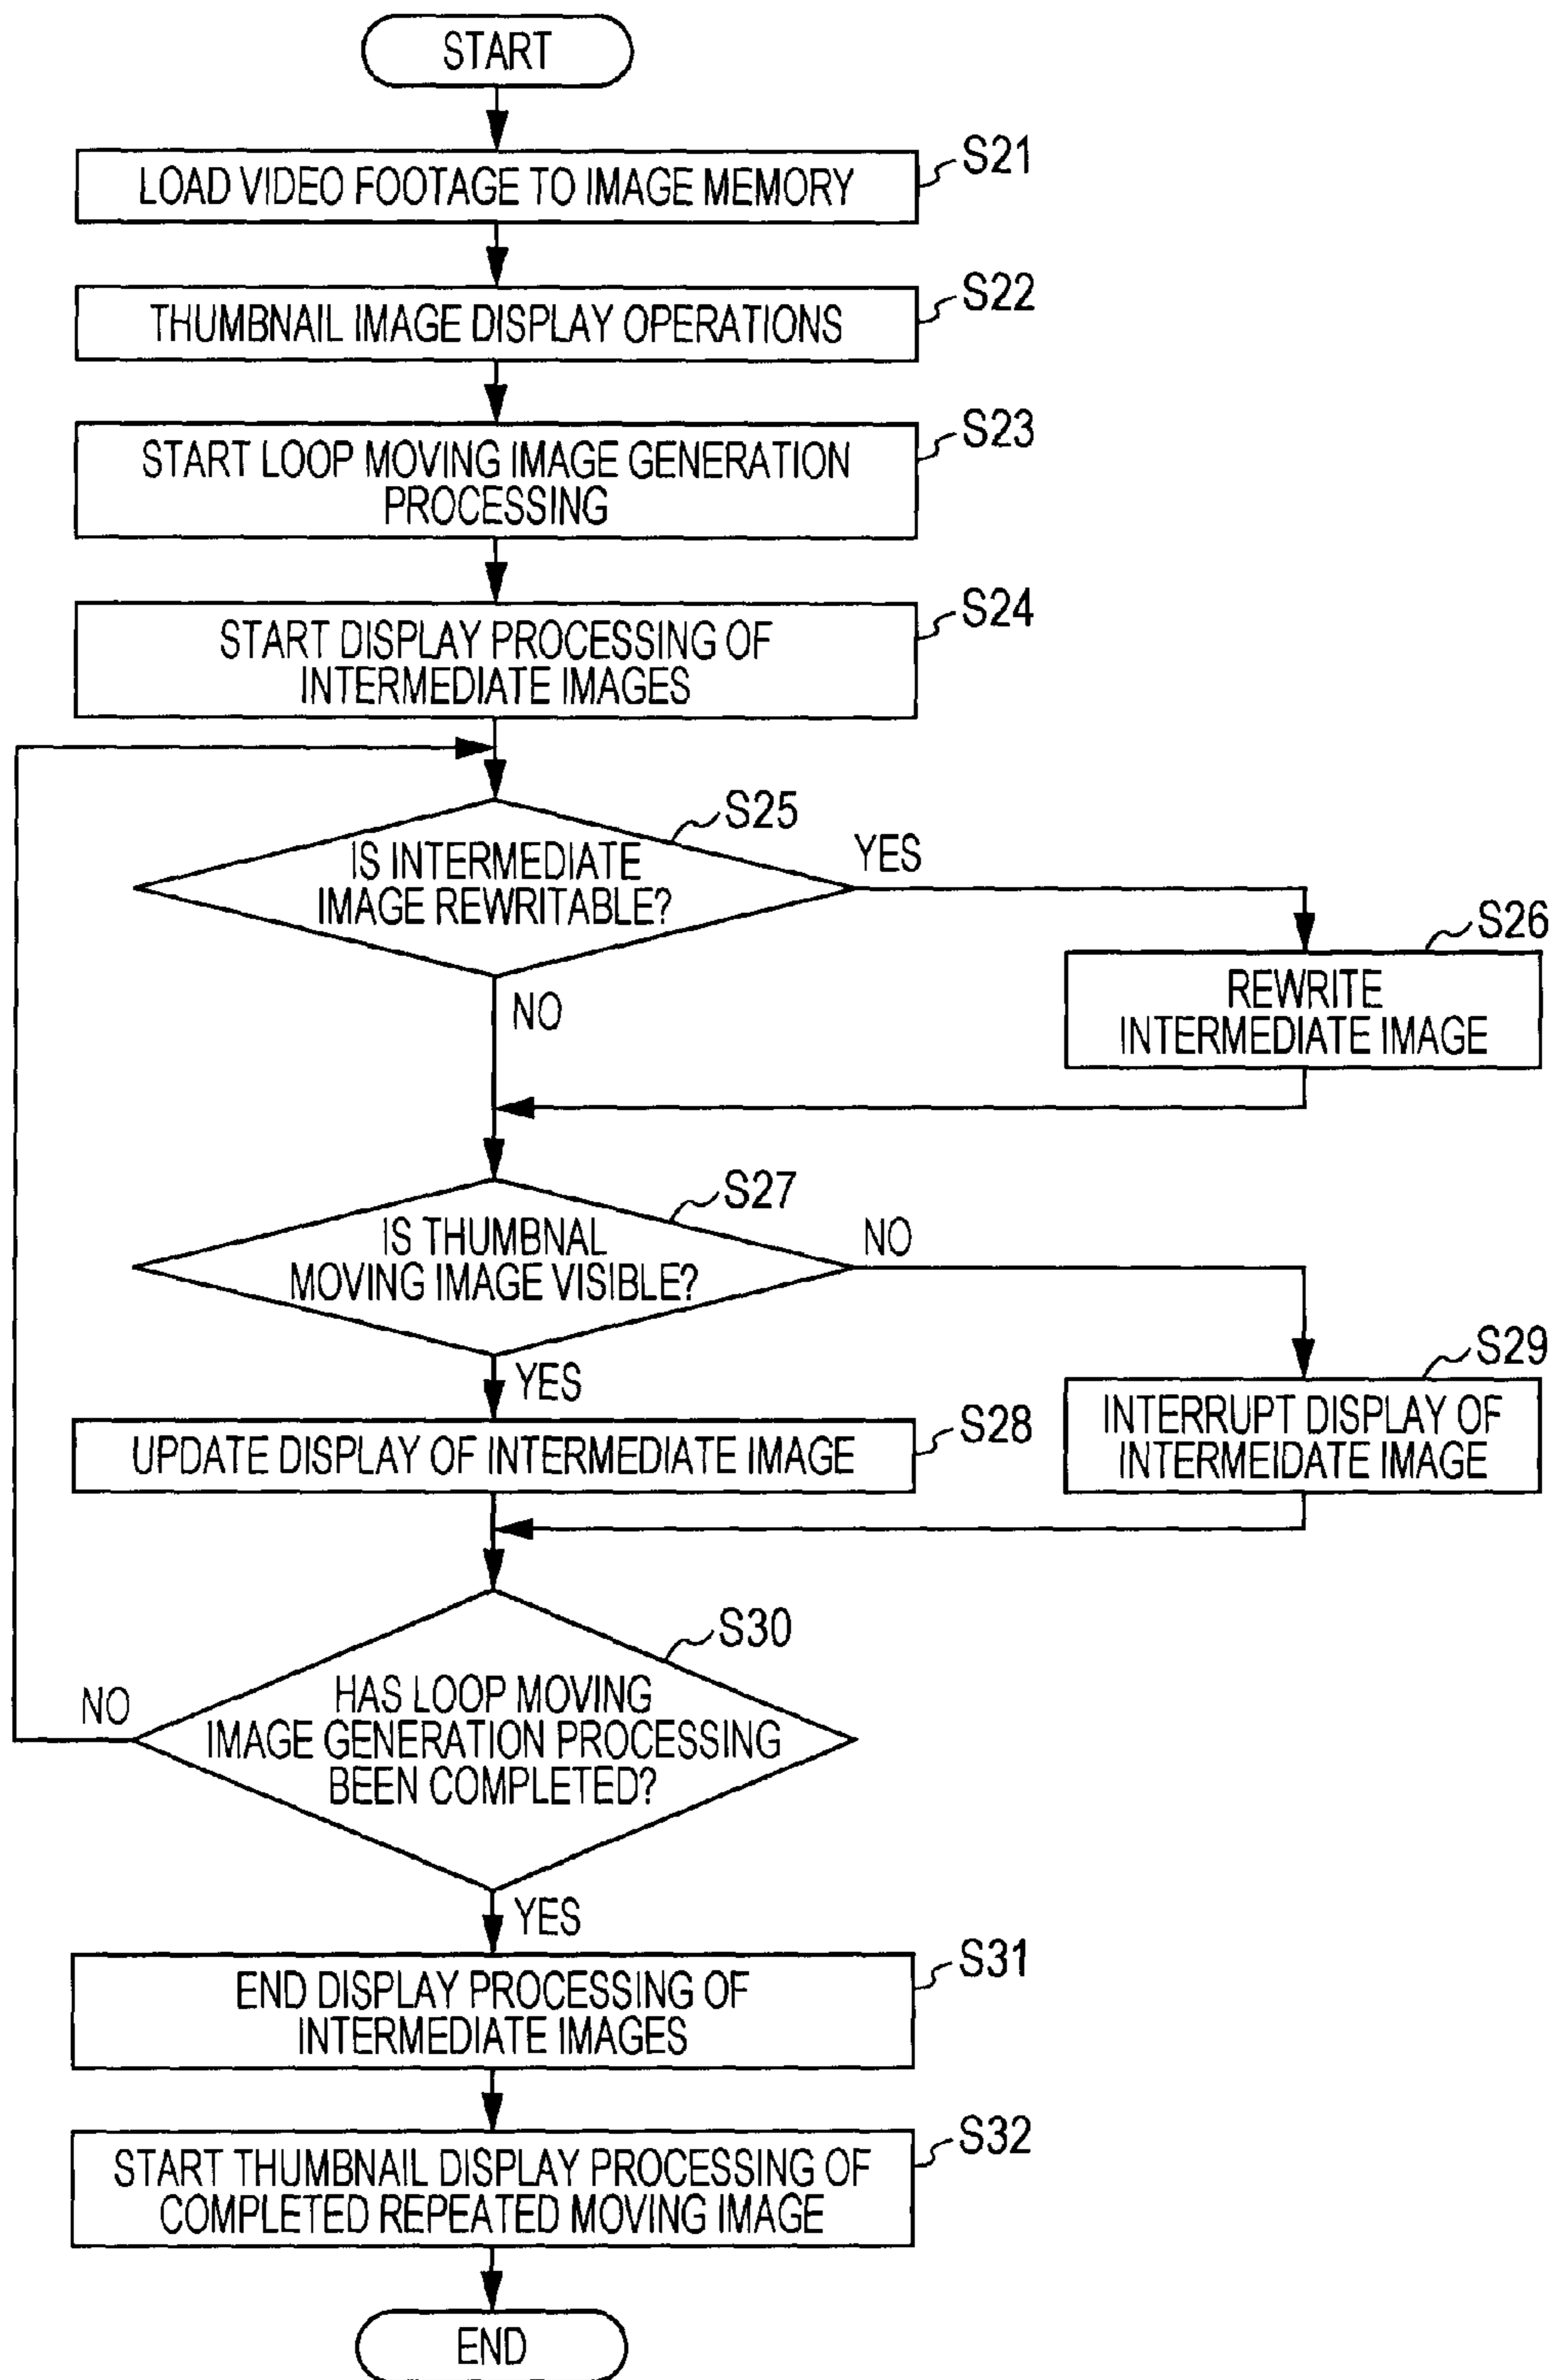 START
S21
LOAD VIDEO FOOTAGE TO IMAGE MEMORY
S22
THUMBNAIL IMAGE DISPLAY OPERATIONS
S23
START LOOP MOVING IMAGE GENERATION
PROCESSING
S24
START DISPLAY PROCESSING OF
INTERMEDIATE IMAGES
S25
IS INTERMEDIATE
IMAGE REWRITABLE?
YES
NO
S26
REWRITE
INTERMEDIATE IMAGE
S27
IS THUMBNAL
MOVING IMAGE VISIBLE?
NO
YES
S28
UPDATE DISPLAY OF INTERMEDIATE IMAGE
S29
INTERRUPT DISPLAY OF
INTERMEIDATE IMAGE
S30
HAS LOOP MOVING
IMAGE GENERATION PROCESSING
BEEN COMPLETED?
NO
YES
S31
END DISPLAY PROCESSING OF
INTERMEDIATE IMAGES
S32
START THUMBNAIL DISPLAY PROCESSING OF
COMPLETED REPEATED MOVING IMAGE
END